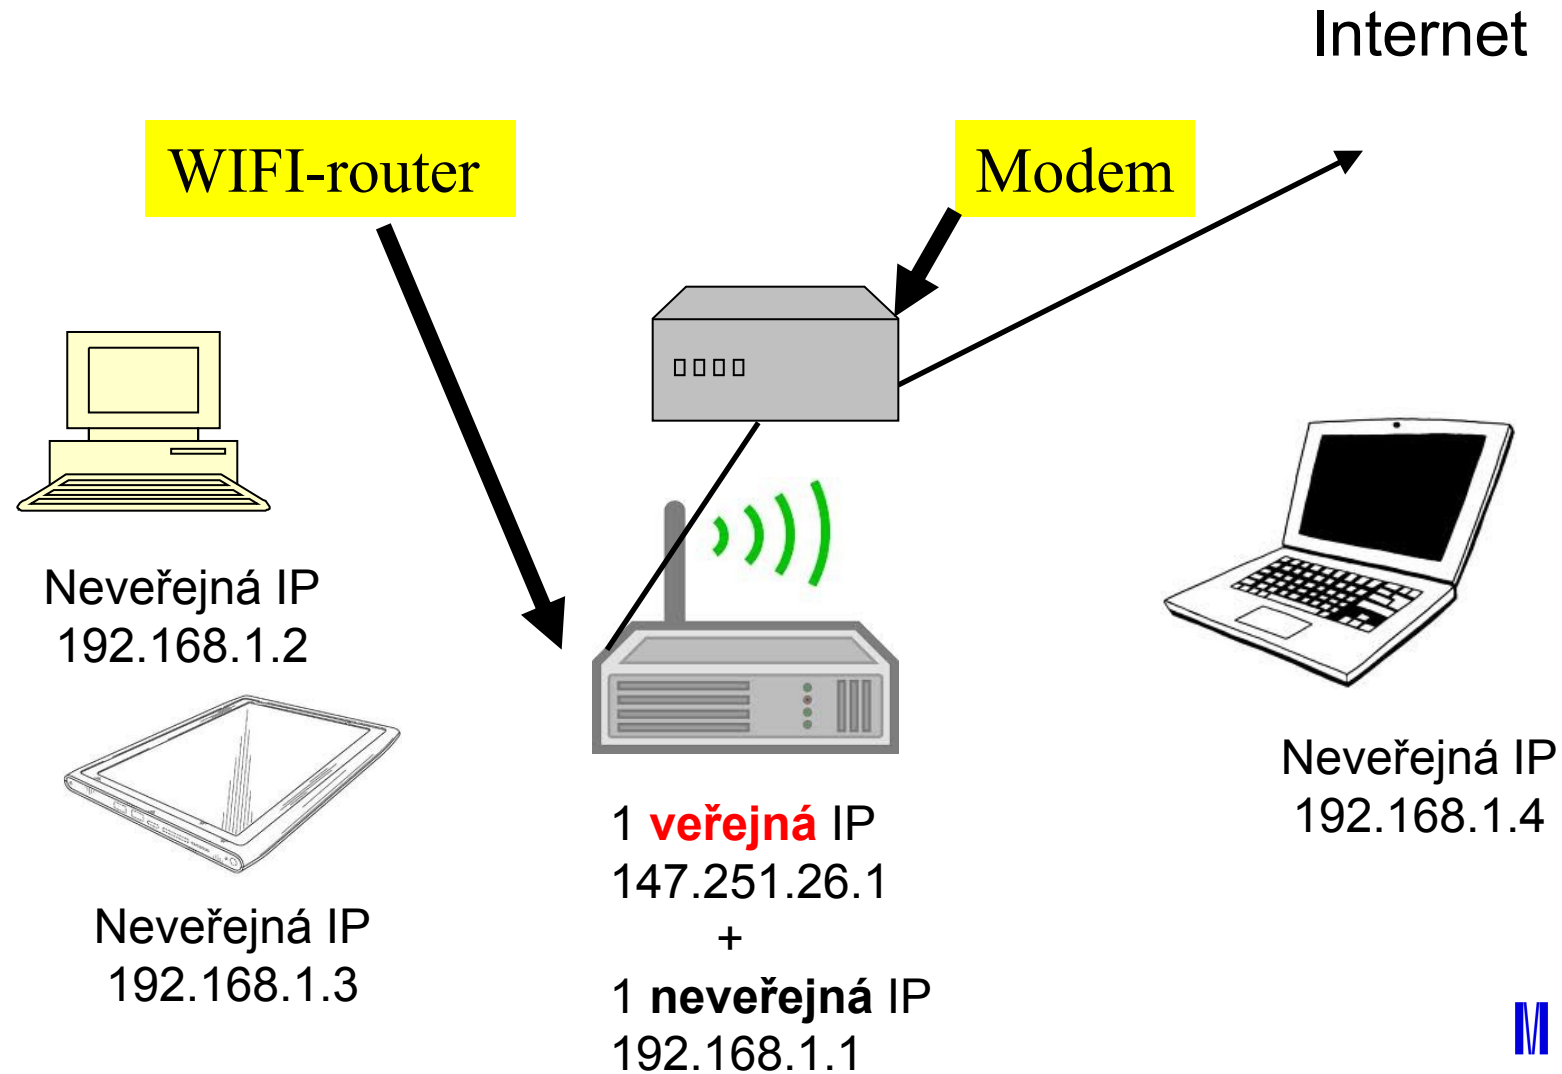 Internet
WIFI-router
Modem
Neveřejná IP
192.168.1.2
Neveřejná IP
192.168.1.3
1 veřejná IP
147.251.26.1
+
1 neveřejná IP
192.168.1.1
Neveřejná IP
192.168.1.4
M